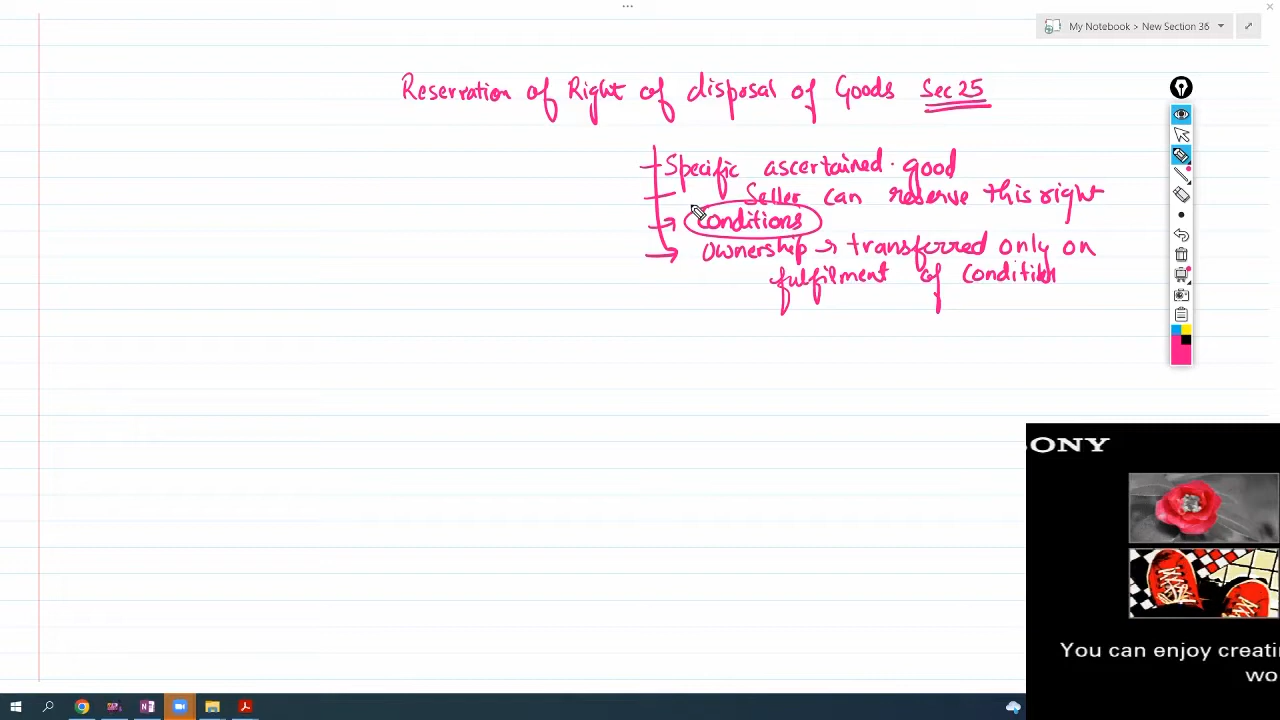 ...
My Notebook > New Section 36
Reservation of Right of disposal of Goods Sec 25
Specific ascertained good
Seller can reserve this right
Conditions
Ownership → transferred only on
fulfilment of Condition
ONY
You can enjoy creati
wo